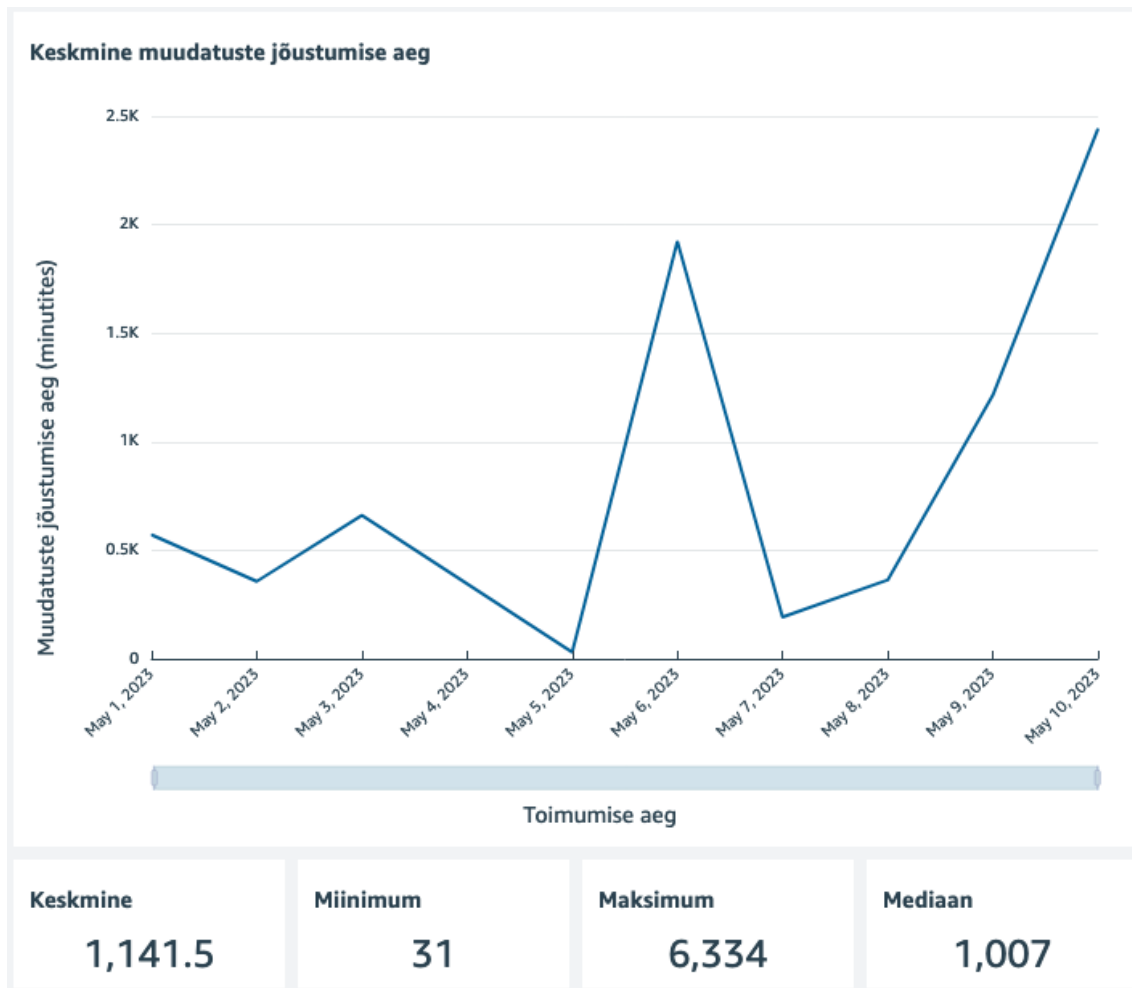 Keskmine muudatuste jõustumise aeg
Muudatuste jõustumise aeg (minutites)
2.5K
2K
1.5K
1K
0.5K
0
May 1, 2023
May 2, 2023
May 3, 2023
May 4, 2023
May 5, 2023
May 6, 2023
May 7, 2023
May 8, 2023
May 9, 2023
May 10, 2023
Toimumise aeg
Keskmine
1,141.5
Miinimum
31
Maksimum
6,334
Mediaan
1,007